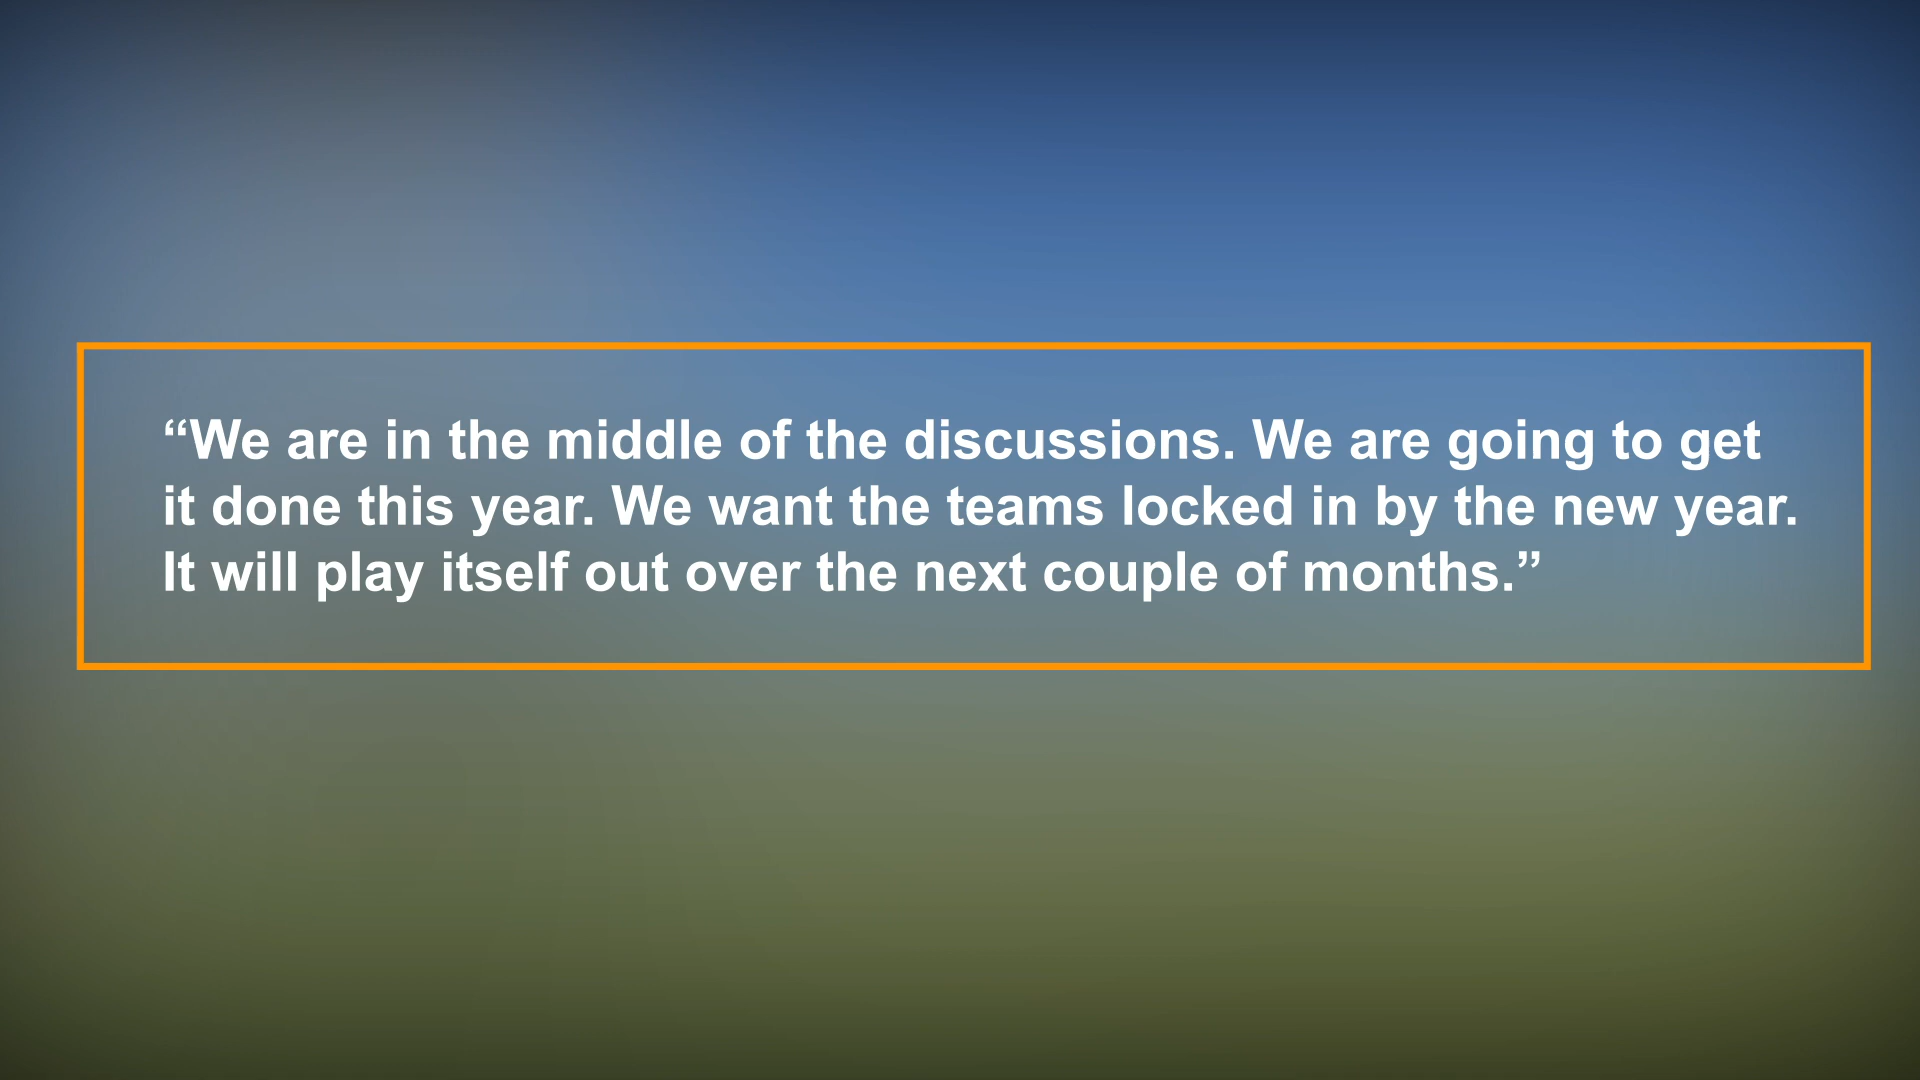 “We are in the middle of the discussions. We are going to get
it done this year. We want the teams locked in by the new year.
It will play itself out over the next couple of months.”